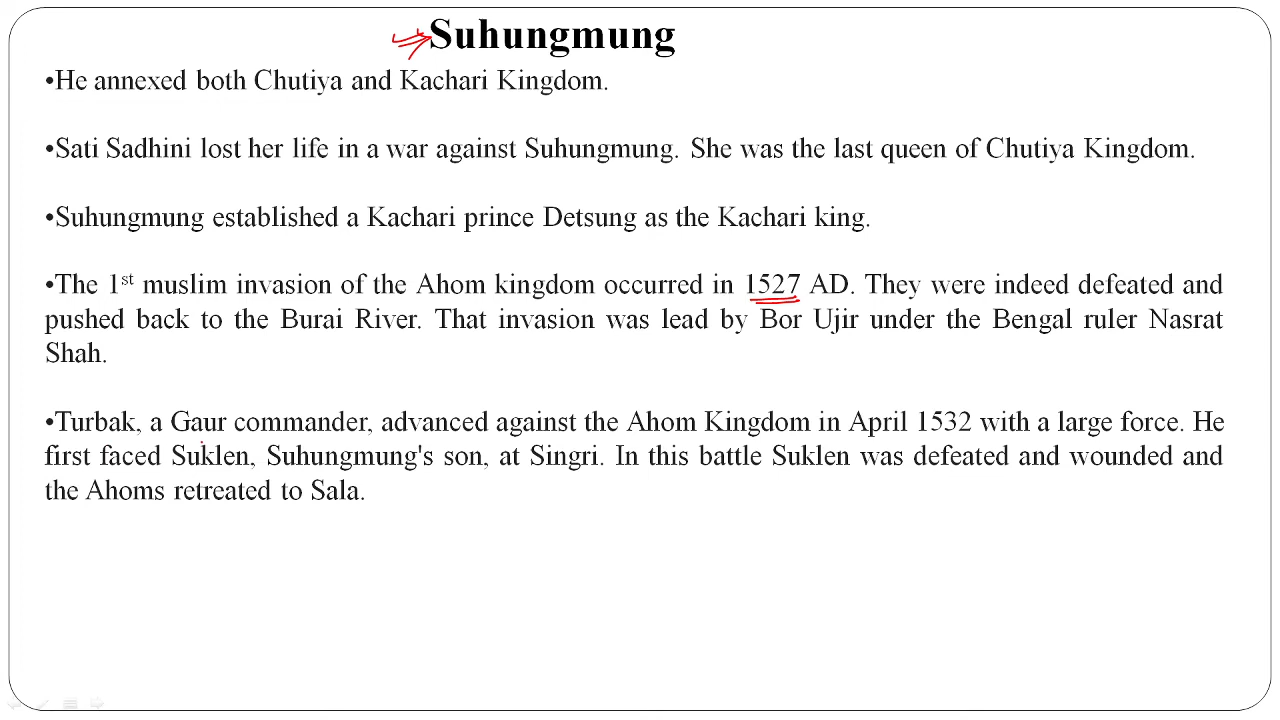 Suhungmung
•He annexed both Chutiya and Kachari Kingdom.
•Sati Sadhini lost her life in a war against Suhungmung. She was the last queen of Chutiya Kingdom.
•Suhungmung established a Kachari prince Detsung as the Kachari king.
•The 1st muslim invasion of the Ahom kingdom occurred in 1527 AD. They were indeed defeated and
pushed back to the Burai River. That invasion was lead by Bor Ujir under the Bengal ruler Nasrat
Shah.
•Turbak, a Gaur commander, advanced against the Ahom Kingdom in April 1532 with a large force. He
first faced Suklen, Suhungmung's son, at Singri. In this battle Suklen was defeated and wounded and
the Ahoms retreated to Sala.